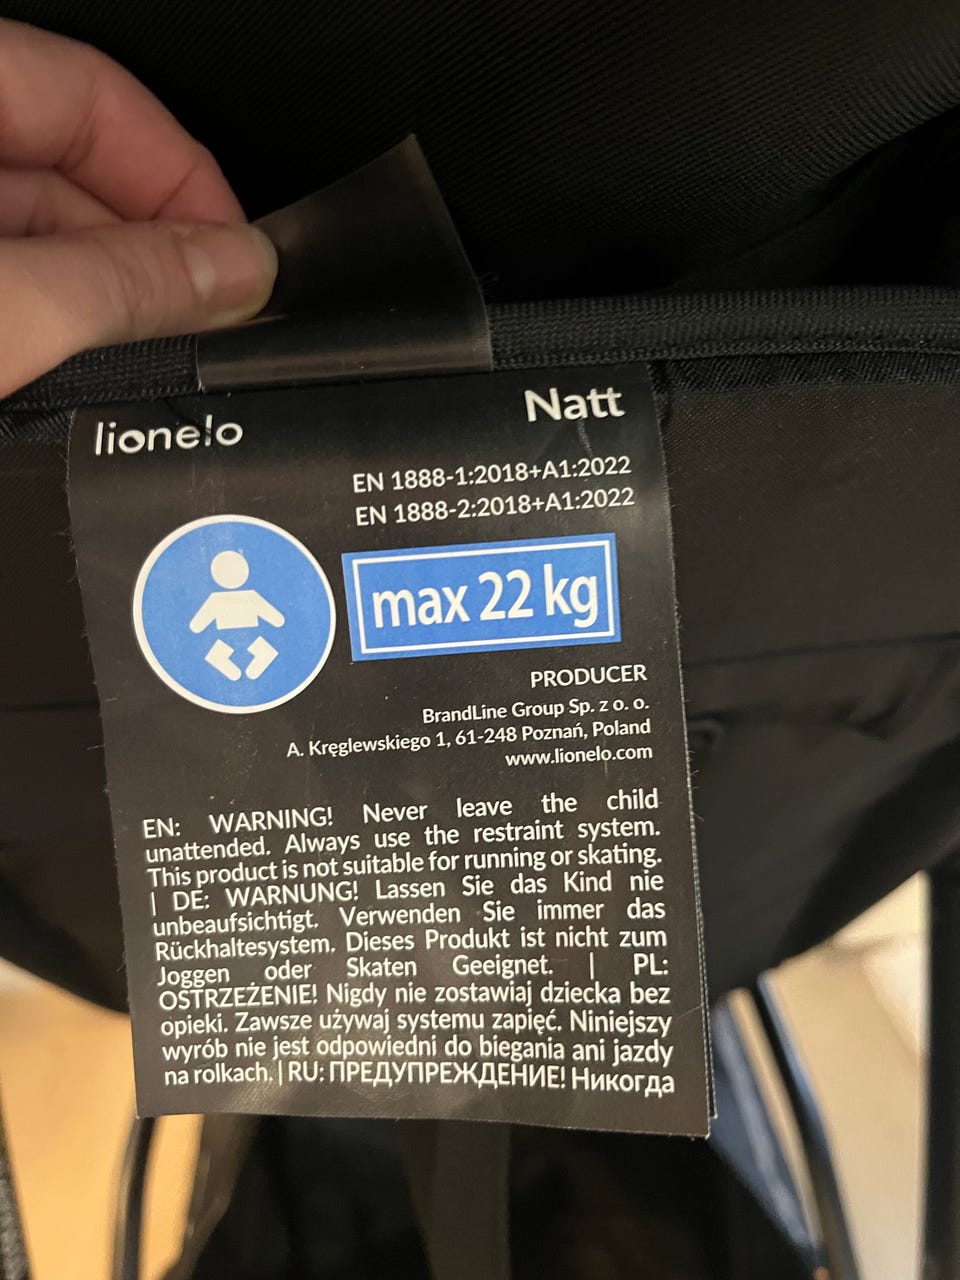 lionelo
Natt
EN 1888-1:2018+A1:2022
EN 1888-2:2018+A1:2022
max 22 kg
PRODUCER
BrandLine Group Sp. z o. o.
A. Kręglewskiego 1, 61-248 Poznań, Poland
www.lionelo.com
EN: WARNING! Never leave the child
unattended. Always use the restraint system.
This product is not suitable for running or skating.
| DE: WARNUNG! Lassen Sie das Kind nie
unbeaufsichtigt. Verwenden Sie immer das
Rückhaltesystem. Dieses Produkt ist nicht zum
Joggen oder Skaten Geeignet. | PL:
OSTRZEŻENIE! Nigdy nie zostawiaj dziecka bez
opieki. Zawsze używaj systemu zapięć. Niniejszy
wyrób nie jest odpowiedni do biegania ani jazdy
na rolkach. | RU: ПРЕДУПРЕЖДЕНИЕ! Никогда